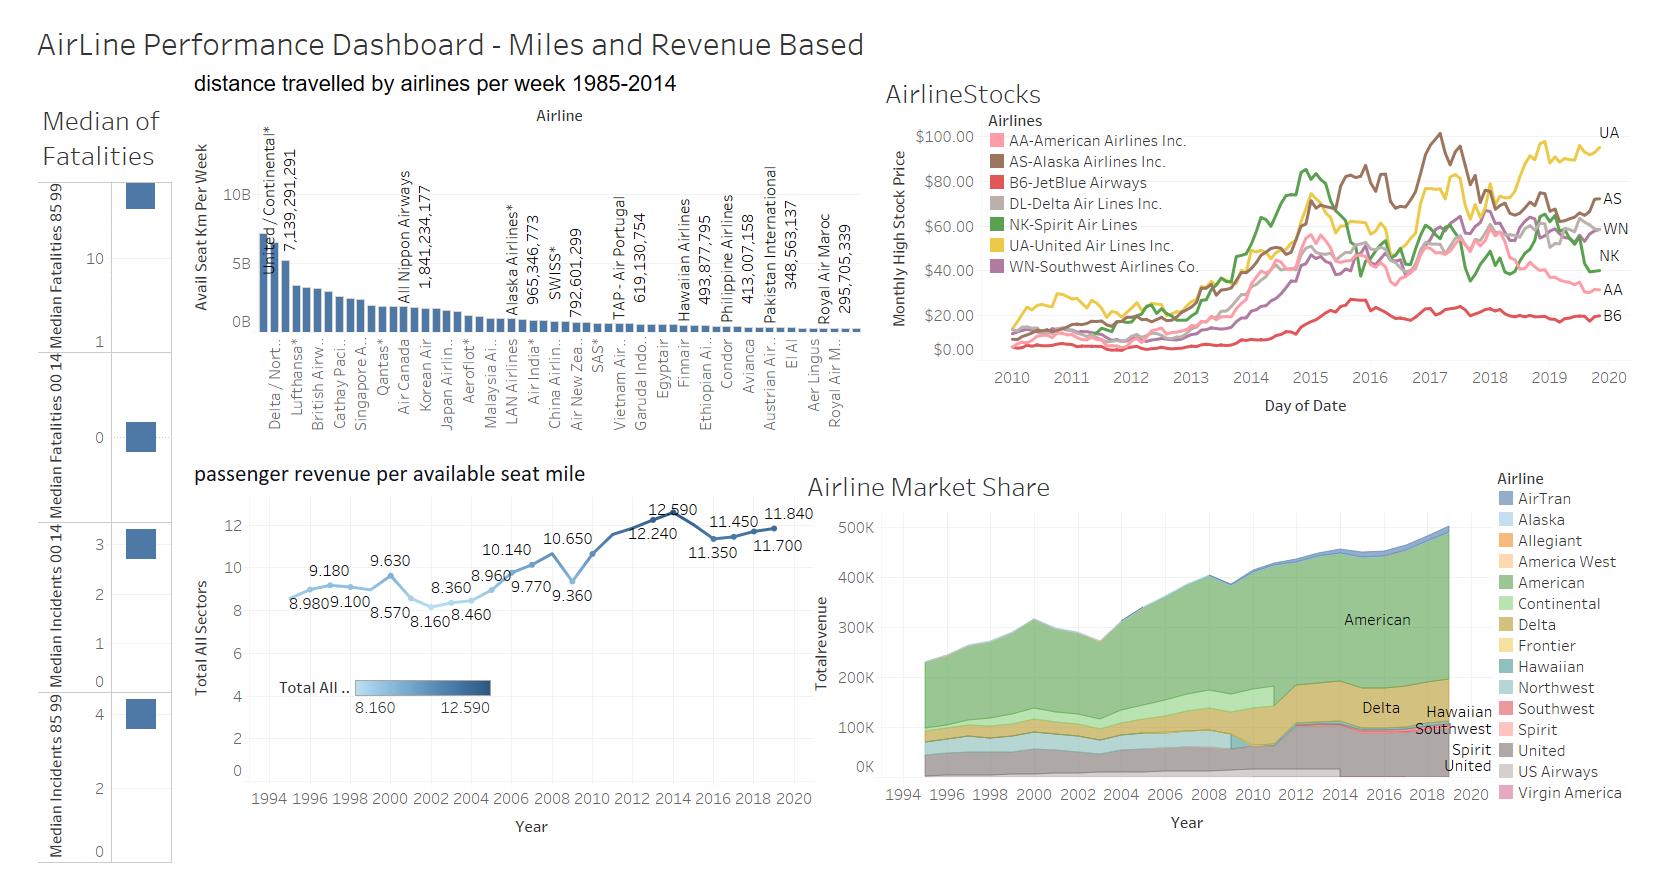 AirLine Performance Dashboard - Miles and Revenue Based
Median of
Fatalities
Median Fatalities 85 99
10
1
Median Fatalities 00 14
0
Median Incidents 00 14
3
2
1
0
Median Incidents 85 99
4
2
0
distance travelled by airlines per week 1985-2014
Airline
Avail Seat Km Per Week
10B
5B
0B
United / Continental*
7,139,291,291
All Nippon Airways
1,841,234,177
Alaska Airlines*
965,346,773
SWISS*
792,601,299
TAP - Air Portugal
619,130,754
Hawaiian Airlines
493,877,795
Philippine Airlines
413,007,158
Pakistan International
348,563,137
Royal Air Maroc
295,705,339
Delta / Nort..
Lufthansa*
British Airw..
Cathay Paci..
Singapore A..
Qantas*
Air Canada
Korean Air
Japan Airlin..
Aeroflot*
Malaysia Ai..
LAN Airlines
Air India*
China Airlin..
Air New Zea..
SAS*
Vietnam Air..
Garuda Indo..
Egyptair
Finnair
Ethiopian Ai..
Condor
Avianca
Austrian Air..
El Al
Aer Lingus
Royal Air M..
AirlineStocks
Airlines
AA-American Airlines Inc.
AS-Alaska Airlines Inc.
B6-JetBlue Airways
DL-Delta Air Lines Inc.
NK-Spirit Air Lines
UA-United Air Lines Inc.
WN-Southwest Airlines Co.
Monthly High Stock Price
$100.00
$80.00
$60.00
$40.00
$20.00
$0.00
UA
AS
WN
NK
AA
B6
2010 2011 2012 2013 2014 2015 2016 2017 2018 2019 2020
Day of Date
passenger revenue per available seat mile
Total All Sectors
12
10
8
6
4
2
0
8.980
9.180
9.100
9.630
8.570
8.160
8.360
8.460
8.960
10.140
9.770
10.650
9.360
12.240
12.590
11.350
11.450
11.700
11.840
Total All ..
8.160 12.590
1994 1996 1998 2000 2002 2004 2006 2008 2010 2012 2014 2016 2018 2020
Year
Airline Market Share
Totalrevenue
500K
400K
300K
200K
100K
0K
American
Delta
Hawaiian
Southwest
Spirit
United
1994 1996 1998 2000 2002 2004 2006 2008 2010 2012 2014 2016 2018 2020
Year
Airline
AirTran
Alaska
Allegiant
America West
American
Continental
Delta
Frontier
Hawaiian
Northwest
Southwest
Spirit
United
US Airways
Virgin America